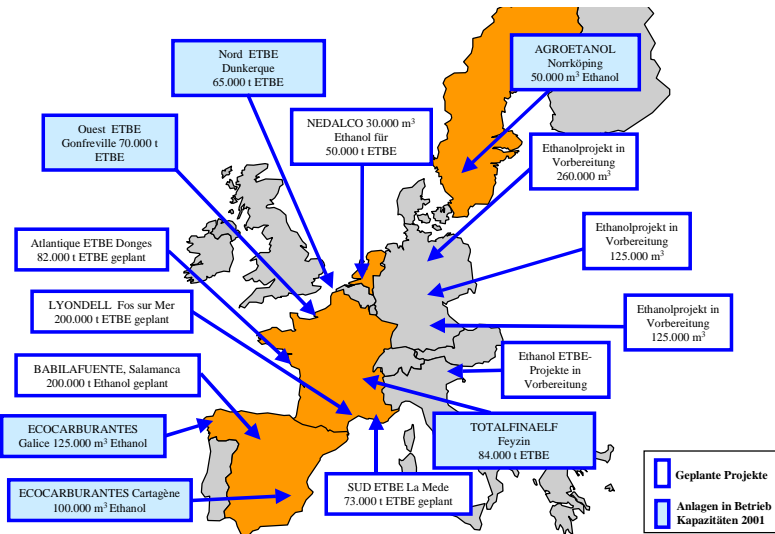 Nord ETBE
Dunkerque
65.000 t ETBE
AGROETANOL
Norrköping
50.000 m³ Ethanol
NEDALCO 30.000 m³
Ethanol für
50.000 t ETBE
Ouest ETBE
Gonfreville 70.000 t
ETBE
Ethanolprojekt in
Vorbereitung
260.000 m³
Atlantique ETBE Donges
82.000 t ETBE geplant
Ethanolprojekt in
Vorbereitung
125.000 m³
LYONDELL Fos sur Mer
200.000 t ETBE geplant
Ethanolprojekt in
Vorbereitung
125.000 m³
BABILAFUENTE, Salamanca
200.000 t Ethanol geplant
Ethanol ETBE-
Projekte in
Vorbereitung
ECOCARBURANTES
Galice 125.000 m³ Ethanol
TOTALFINAELF
Feyzin
84.000 t ETBE
ECOCARBURANTES Cartagène
100.000 m³ Ethanol
SUD ETBE La Mede
73.000 t ETBE geplant
Geplante Projekte
Anlagen in Betrieb
Kapazitäten 2001